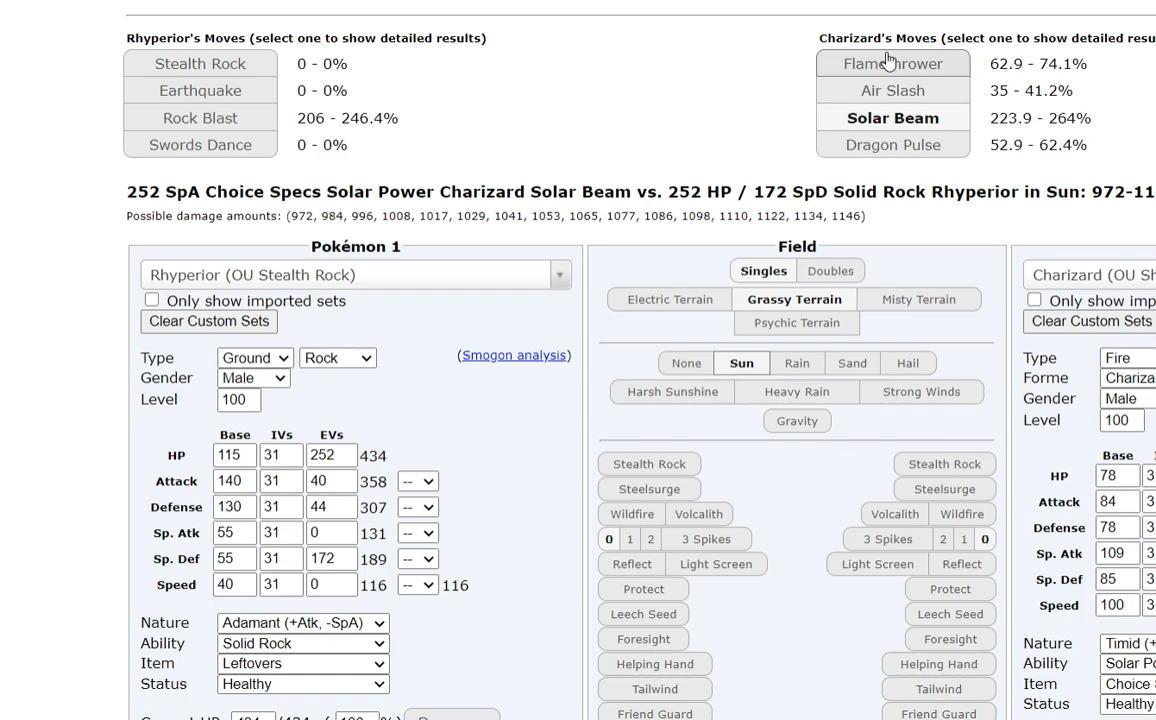 Rhyperior's Moves (select one to show detailed results)
Charizard's Moves (select one to show detailed resu
Stealth Rock 0 - 0%
Flamethrower 62.9 - 74.1%
Earthquake 0 - 0%
Air Slash 35 - 41.2%
Rock Blast 206 - 246.4%
Solar Beam 223.9 - 264%
Swords Dance 0 - 0%
Dragon Pulse 52.9 - 62.4%
252 SpA Choice Specs Solar Power Charizard Solar Beam vs. 252 HP / 172 SpD Solid Rock Rhyperior in Sun: 972-11
Possible damage amounts: (972, 984, 996, 1008, 1017, 1029, 1041, 1053, 1065, 1077, 1086, 1098, 1110, 1122, 1134, 1146)
Pokémon 1
Rhyperior (OU Stealth Rock)
Only show imported sets
Clear Custom Sets
Type Ground Rock (Smogon analysis)
Gender Male
Level 100
Base IVs EVs
HP 115 31 252 434
Attack 140 31 40 358 --
Defense 130 31 44 307 --
Sp. Atk 55 31 0 131 --
Sp. Def 55 31 172 189 --
Speed 40 31 0 116 -- 116
Nature Adamant (+Atk, -SpA)
Ability Solid Rock
Item Leftovers
Status Healthy
Field
Singles Doubles
Electric Terrain Grassy Terrain Misty Terrain
Psychic Terrain
None Sun Rain Sand Hail
Harsh Sunshine Heavy Rain Strong Winds
Gravity
Stealth Rock Stealth Rock
Steelsurge Steelsurge
Wildfire Volcalith Volcalith Wildfire
0 1 2 3 Spikes 3 Spikes 2 1 0
Reflect Light Screen Light Screen Reflect
Protect Protect
Leech Seed Leech Seed
Foresight Foresight
Helping Hand Helping Hand
Tailwind Tailwind
Friend Guard Friend Guard
Charizard (OU Sh
Only show imp
Clear Custom Sets
Type Fire
Forme Chariza
Gender Male
Level 100
Base
HP 78 3
Attack 84 3
Defense 78 3
Sp. Atk 109 3
Sp. Def 85 3
Speed 100 3
Nature Timid (+
Ability Solar Po
Item Choice
Status Healthy